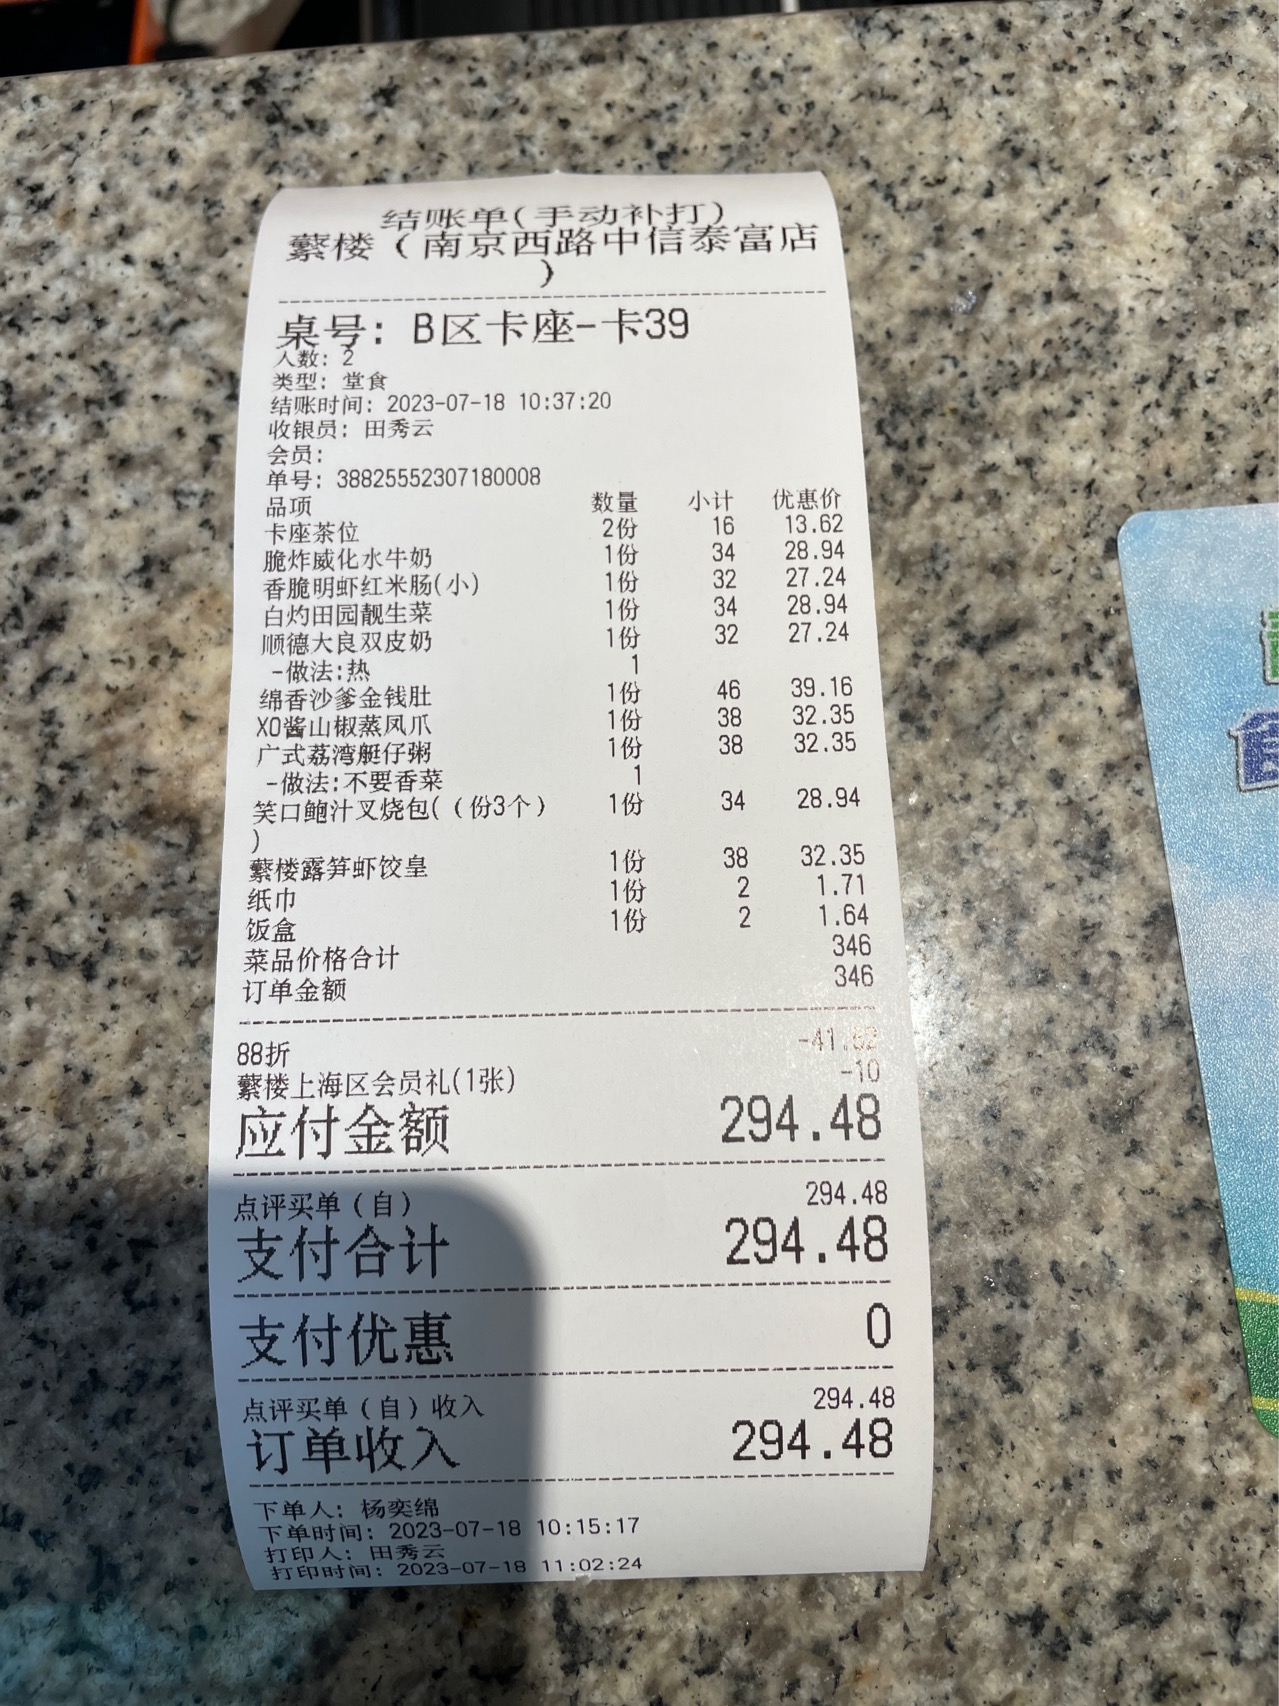 结账单(手动补打)
蘩楼（南京西路中信泰富店
）
桌号: B区卡座-卡39
人数: 2
类型: 堂食
结账时间: 2023-07-18 10:37:20
收银员: 田秀云
会员:
单号: 38825552307180008
品项 数量 小计 优惠价
卡座茶位 2份 16 13.62
脆炸威化水牛奶 1份 34 28.94
香脆明虾红米肠(小) 1份 32 27.24
白灼田园靓生菜 1份 34 28.94
顺德大良双皮奶 1份 32 27.24
-做法:热 1
绵香沙爹金钱肚 1份 46 39.16
XO酱山椒蒸凤爪 1份 38 32.35
广式荔湾艇仔粥 1份 38 32.35
-做法:不要香菜 1
笑口鲍汁叉烧包(（份3个） 1份 34 28.94
)
蘩楼露笋虾饺皇 1份 38 32.35
纸巾 1份 2 1.71
饭盒 1份 2 1.64
菜品价格合计 346
订单金额 346
88折 -41.52
蘩楼上海区会员礼(1张) -10
应付金额 294.48
点评买单（自） 294.48
支付合计 294.48
支付优惠 0
点评买单（自）收入 294.48
订单收入 294.48
下单人: 杨奕绵
下单时间: 2023-07-18 10:15:17
打印人: 田秀云
打印时间: 2023-07-18 11:02:24